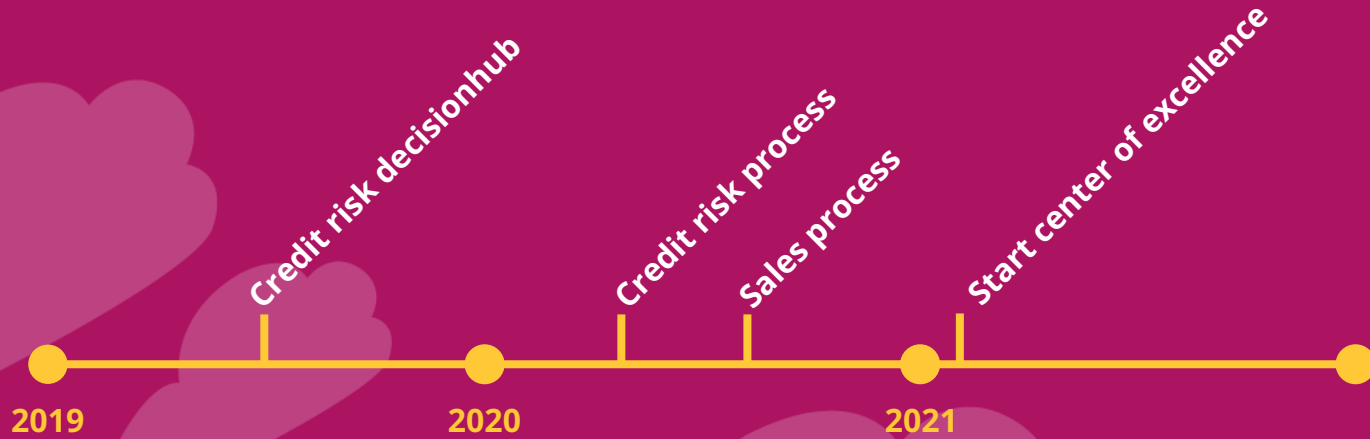 Credit risk decisionhub
Credit risk process
Sales process
Start center of excellence
2019
2020
2021